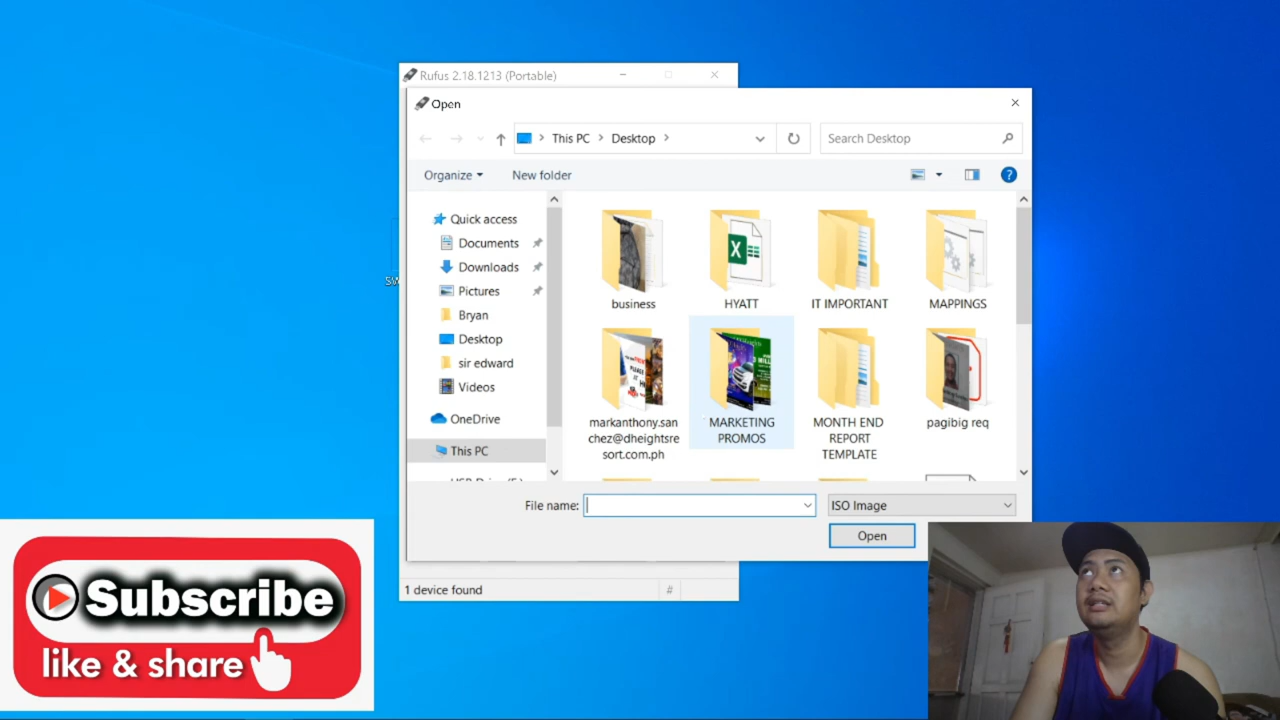 Rufus 2.18.1213 (Portable)
Open
This PC
Desktop
Search Desktop
Organize
New folder
Quick access
Documents
Downloads
Pictures
Bryan
Desktop
sir edward
Videos
OneDrive
This PC
business
HYATT
IT IMPORTANT
MAPPINGS
markanthony.san
chez@dheightsre
sort.com.ph
MARKETING
PROMOS
MONTH END
REPORT
TEMPLATE
pagibig req
SW
File name:
ISO Image
Open
1 device found
#
Subscribe
like & share